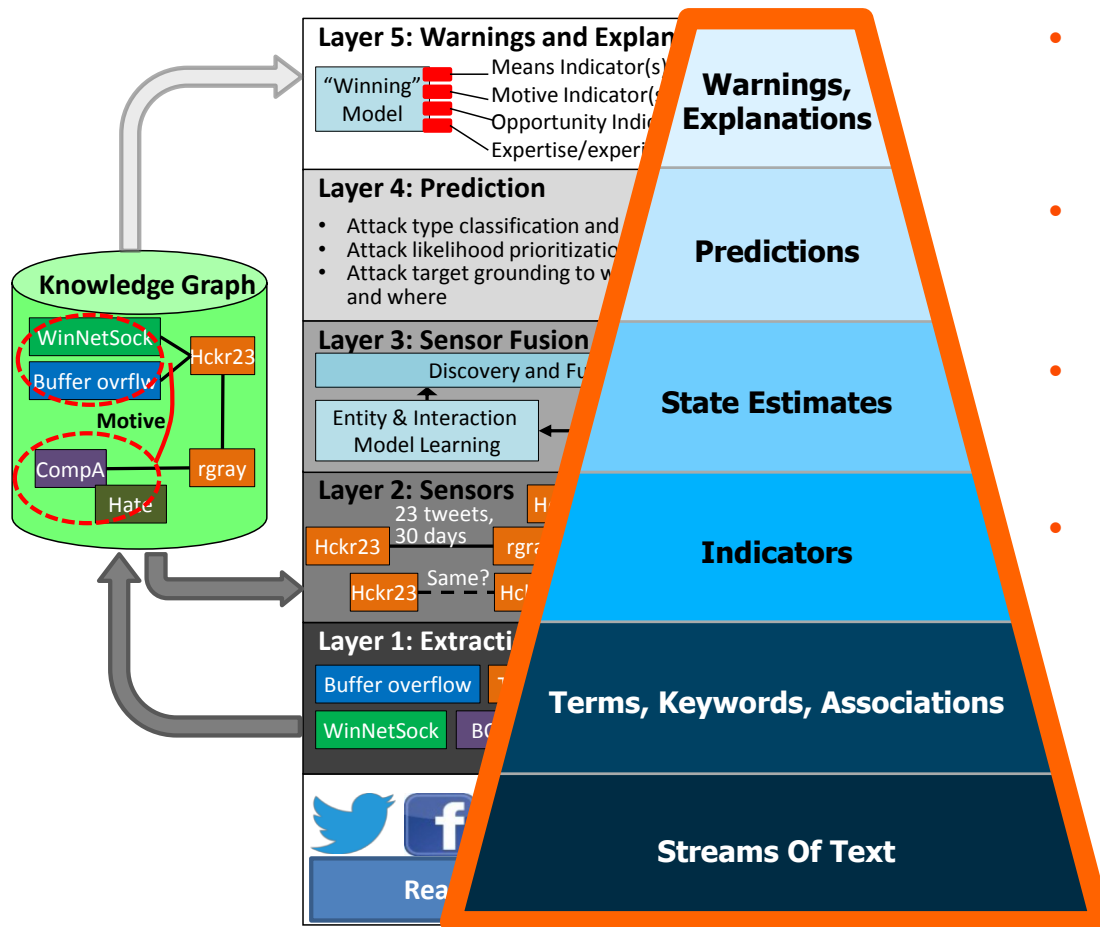 Layer 5: Warnings and Explan
"Winning"
Model
Means Indicator(s)
Motive Indicator(s
Opportunity Indic
Expertise/experi
Layer 4: Prediction
• Attack type classification and
• Attack likelihood prioritizatio
• Attack target grounding to w
and where
Layer 3: Sensor Fusion
Discovery and Fu
Entity & Interaction
Model Learning
Layer 2: Sensors
23 tweets,
30 days
Hckr23
rgra
Same?
Hckr23
Hck
Layer 1: Extracti
Buffer overflow
WinNetSock
Rea
Knowledge Graph
WinNetSock
Hckr23
Buffer ovrflw
Motive
CompA
rgray
Hate
Warnings,
Explanations
Predictions
State Estimates
Indicators
Terms, Keywords, Associations
Streams Of Text